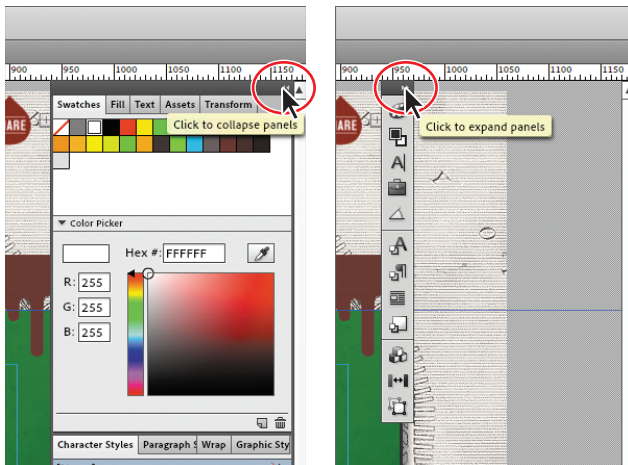 900 950 1000 1050 1100 1150
Swatches Fill Text Assets Transform
Click to collapse panels
ARE
Color Picker
Hex #: FFFFFF
R: 255
G: 255
B: 255
Character Styles Paragraph S Wrap Graphic Sty
900 950 1000 1050 1100 1150
Click to expand panels
ARE
A
A